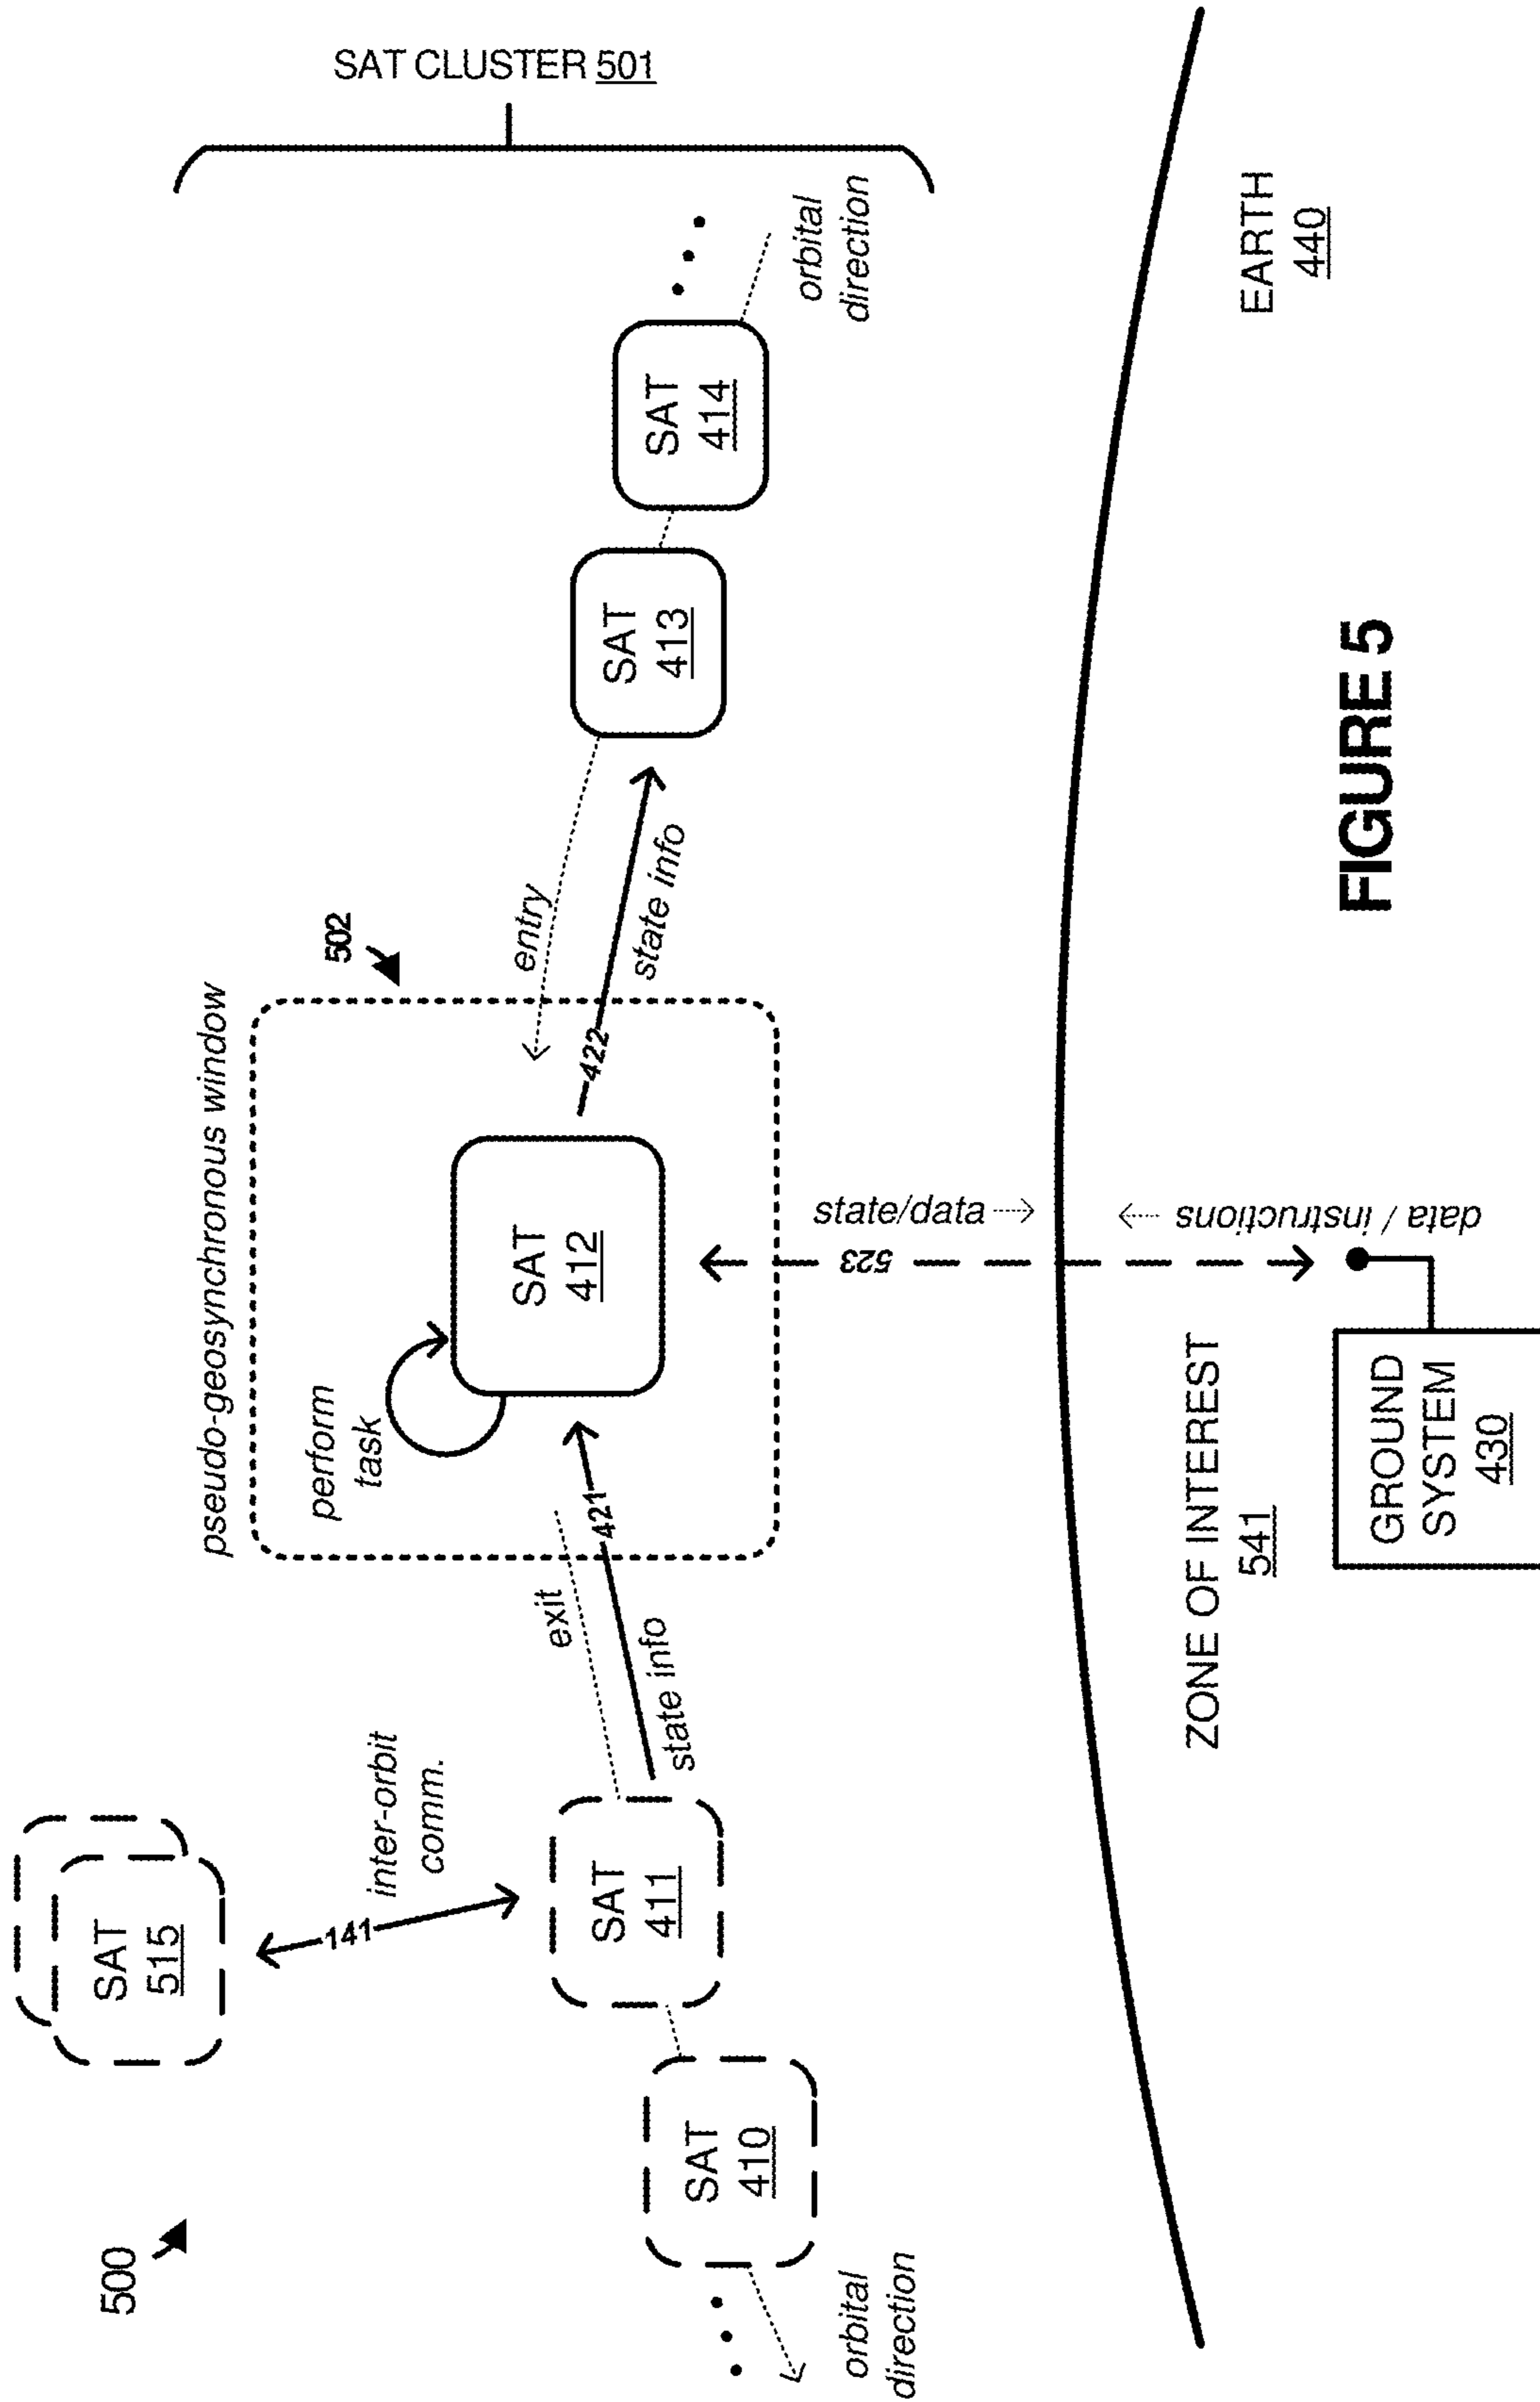 500
SAT
515
inter-orbit
comm.
141
SAT CLUSTER 501
pseudo-geosynchronous window
502
perform
task
SAT
412
entry
422
state info
exit
421
state info
SAT
410
SAT
411
SAT
413
SAT
414
orbital
direction
orbital
direction
state/data
523
data / instructions
ZONE OF INTEREST
541
EARTH
440
GROUND
SYSTEM
430
FIGURE 5